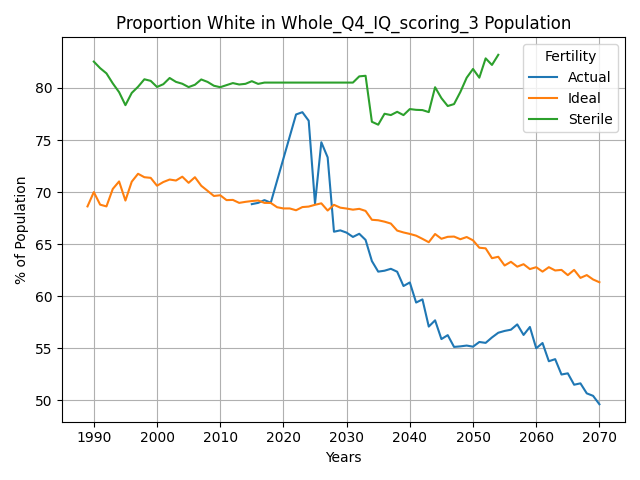 Proportion White in Whole_Q4_IQ_scoring_3 Population
Fertility
Actual
Ideal
Sterile
% of Population
80
75
70
65
60
55
50
1990 2000 2010 2020 2030 2040 2050 2060 2070
Years